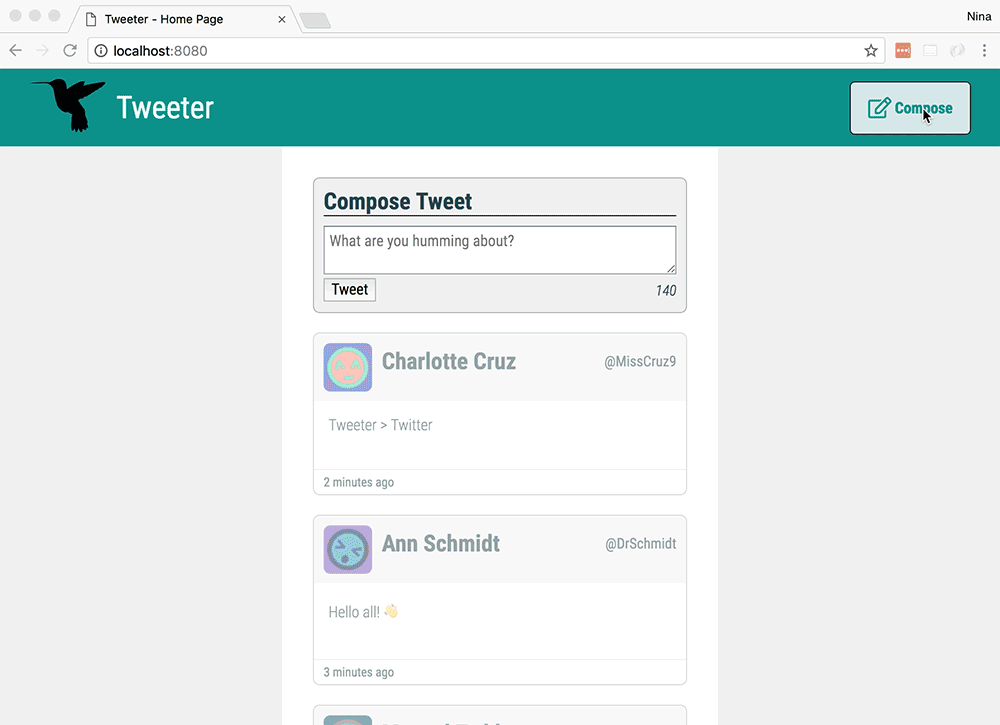 Tweeter - Home Page
Nina
localhost:8080
Tweeter
Compose
Compose Tweet
What are you humming about?
Tweet
140
Charlotte Cruz
@MissCruz9
Tweeter > Twitter
2 minutes ago
Ann Schmidt
@DrSchmidt
Hello all! 👋
3 minutes ago